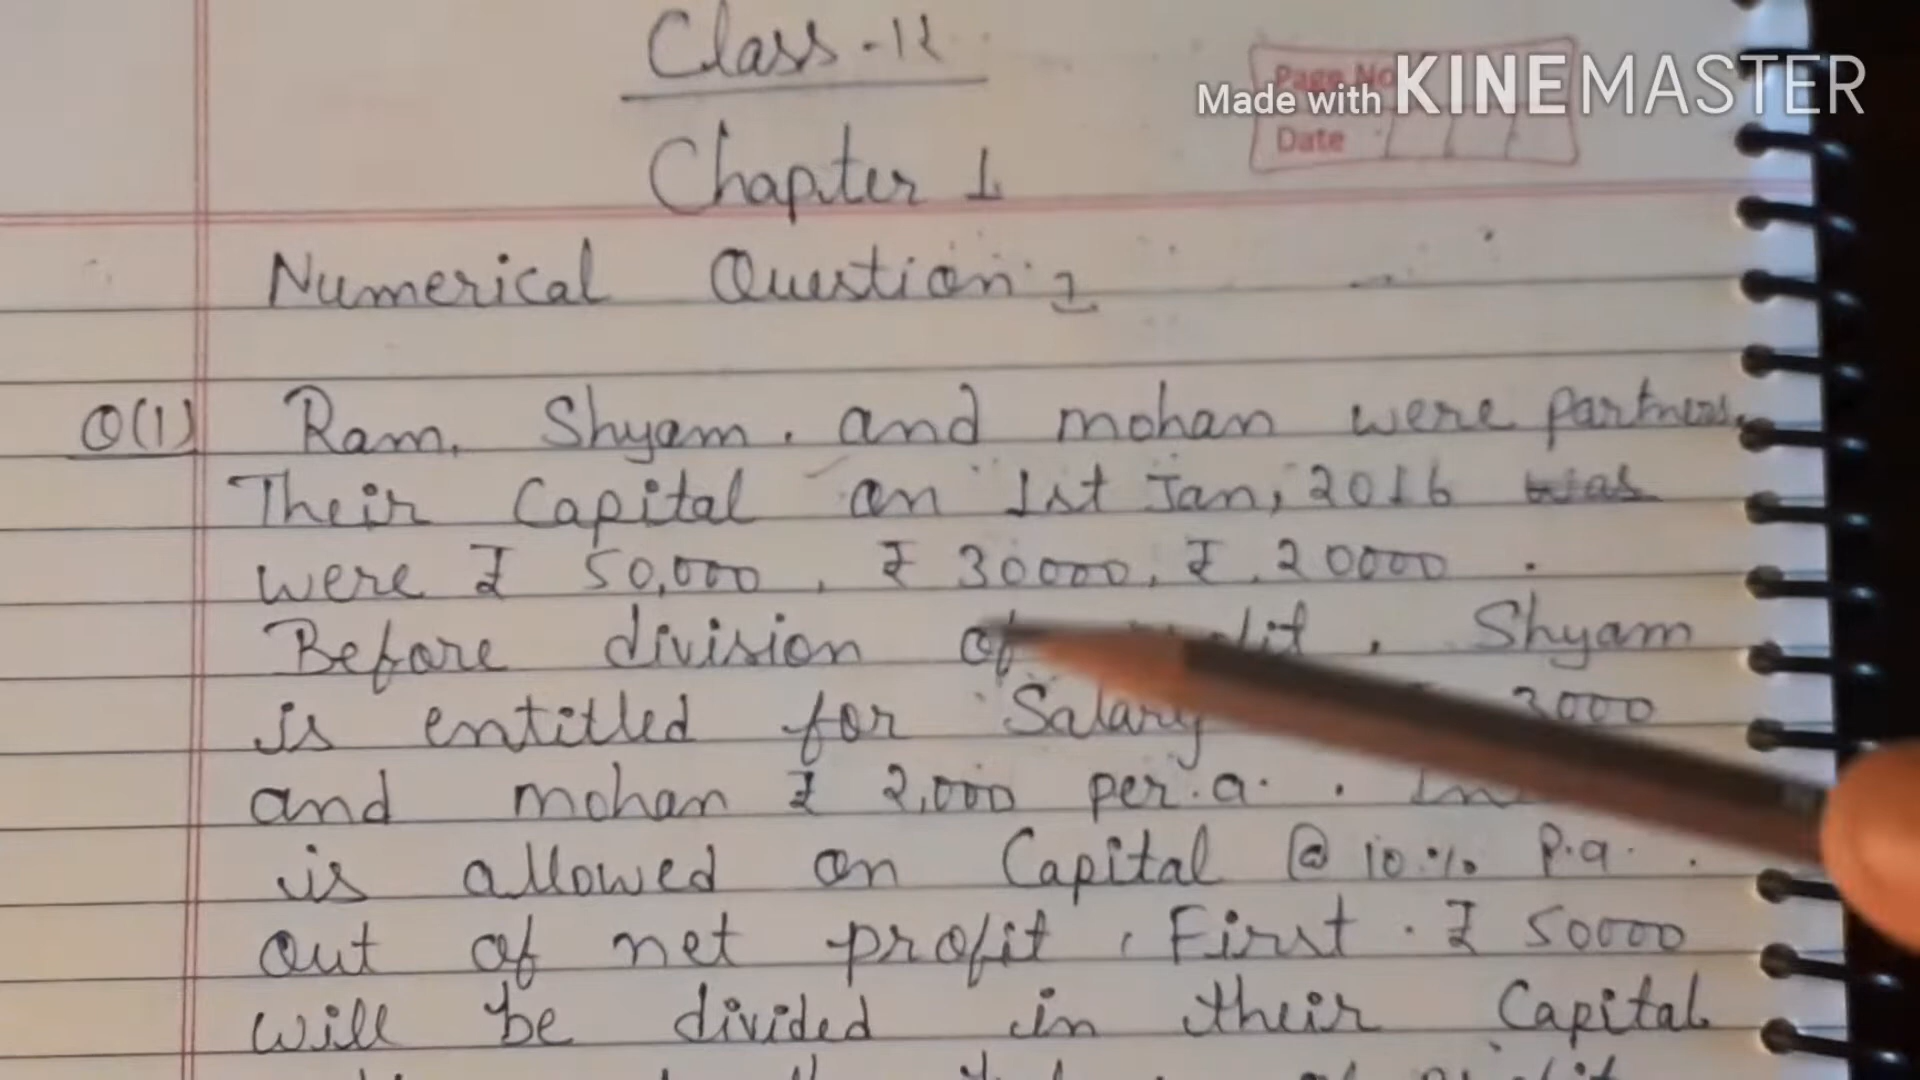 Class - 12
Page No
Made with KINEMASTER
Date
Chapter 1
Numerical Question :-
Q(1) Ram, Shyam, and mohan were partners.
Their Capital on 1st Jan, 2016 was
were ₹ 50,000, ₹ 30000, ₹ 20000.
Before division of Shyam
is entitled for Salary 3000
and mohan ₹ 2,000 per.a.
is allowed on Capital @ 10% P.a.
out of net profit, First ₹ 50000
will be divided in their Capital